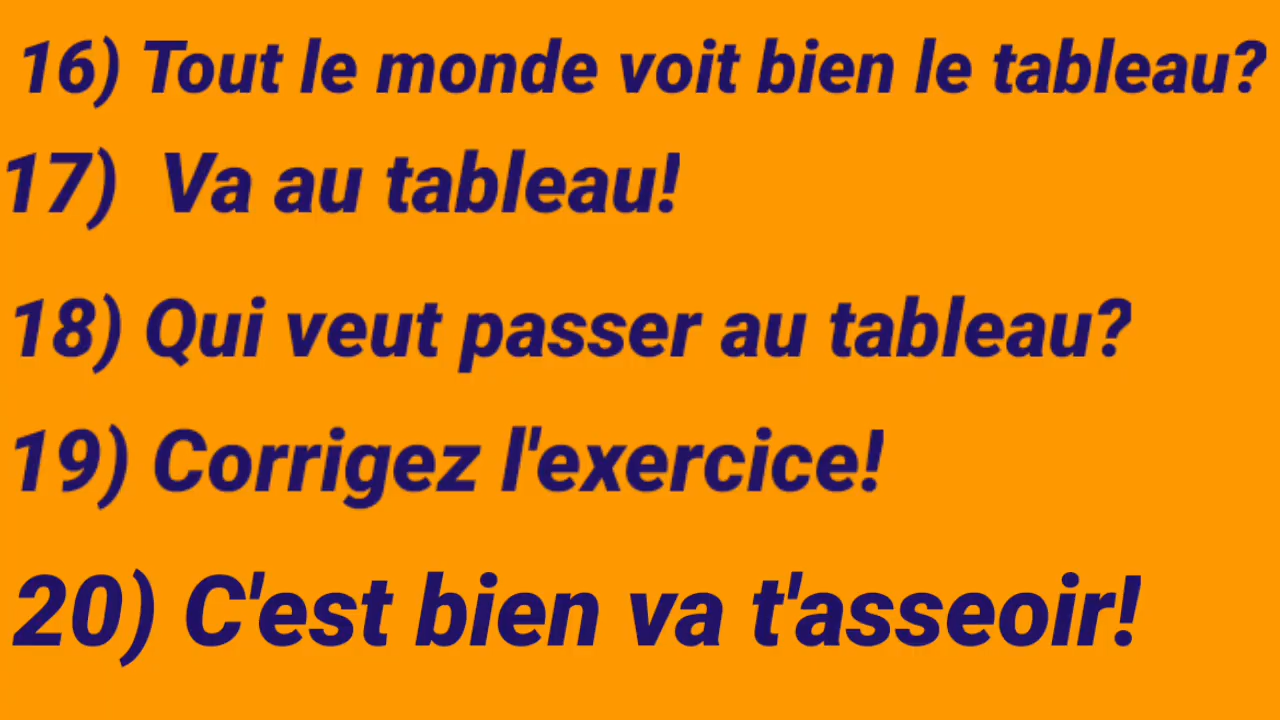 16) Tout le monde voit bien le tableau?
17) Va au tableau!
18) Qui veut passer au tableau?
19) Corrigez l'exercice!
20) C'est bien va t'asseoir!